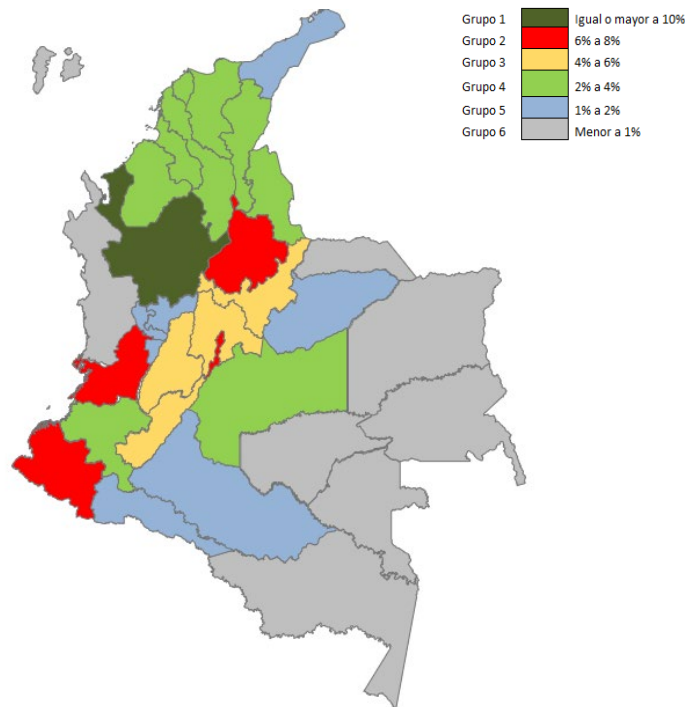 Grupo 1 Igual o mayor a 10%
Grupo 2 6% a 8%
Grupo 3 4% a 6%
Grupo 4 2% a 4%
Grupo 5 1% a 2%
Grupo 6 Menor a 1%